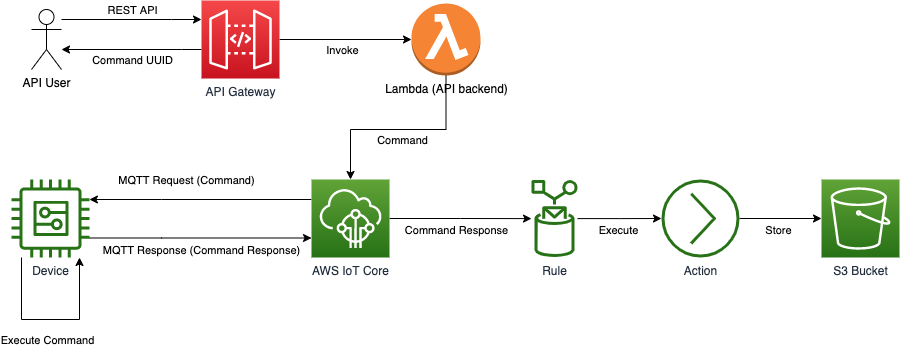 REST API
Command UUID
API User
API Gateway
Invoke
Lambda (API backend)
Command
MQTT Request (Command)
MQTT Response (Command Response)
Device
Execute Command
AWS IoT Core
Command Response
Rule
Execute
Action
Store
S3 Bucket